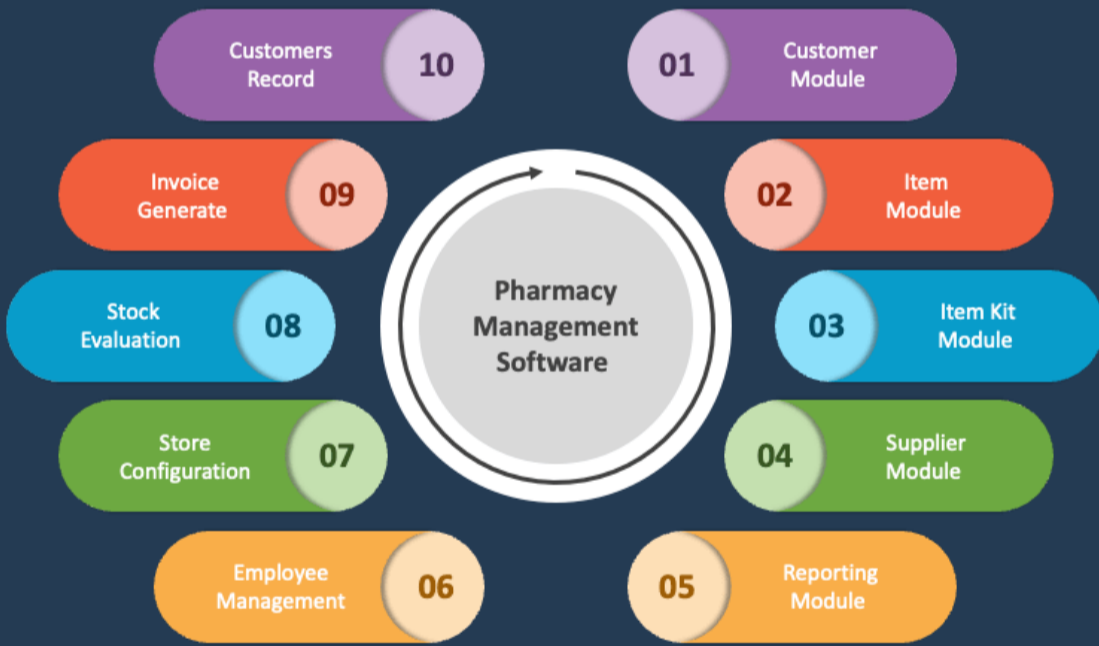 Pharmacy
Management
Software
01
Customer
Module
02
Item
Module
03
Item Kit
Module
04
Supplier
Module
05
Reporting
Module
06
Employee
Management
07
Store
Configuration
08
Stock
Evaluation
09
Invoice
Generate
10
Customers
Record